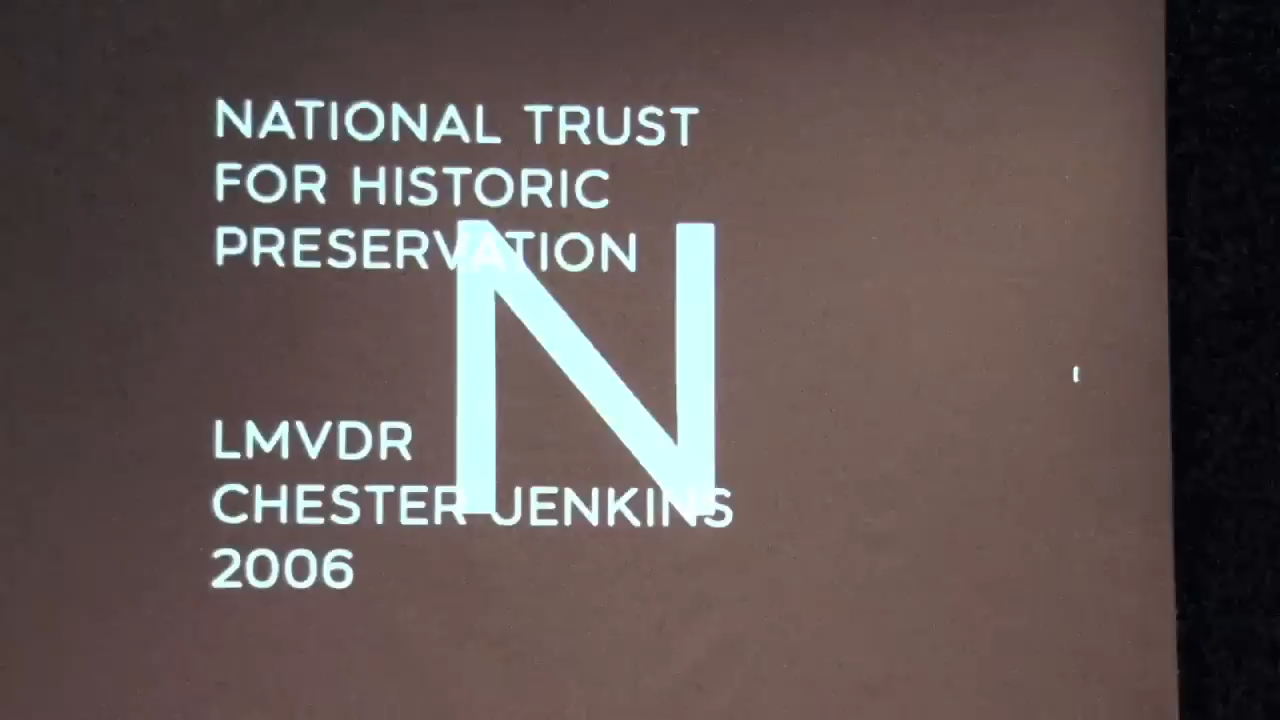 NATIONAL TRUST
FOR HISTORIC
PRESERVATION
N
LMVDR
CHESTER JENKINS
2006